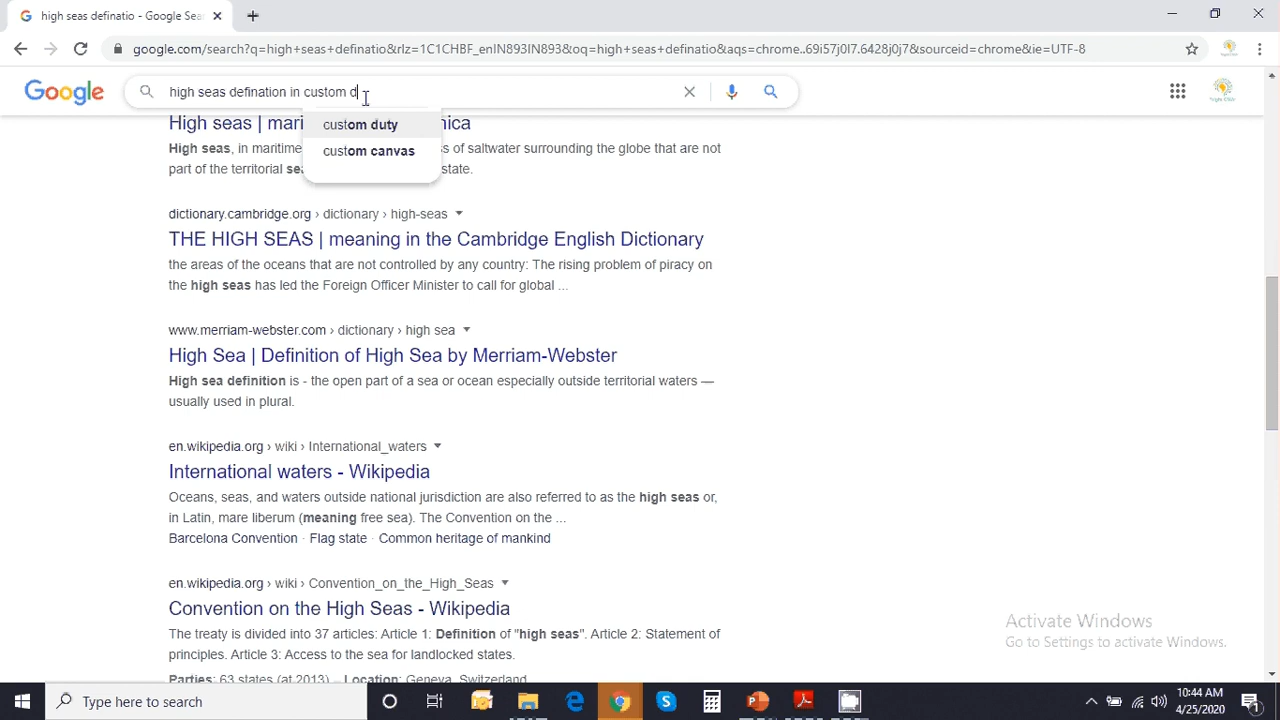 high seas definatio - Google Sea
google.com/search?q=high+seas+definatio&rlz=1C1CHBF_enIN893IN893&oq=high+seas+definatio&aqs=chrome..69i57j0l7.6428j0j7&sourceid=chrome&ie=UTF-8
Google
high seas defination in custom d
custom duty
custom canvas
High seas | mari nica
High seas, in maritime s of saltwater surrounding the globe that are not
part of the territorial se state.
dictionary.cambridge.org › dictionary › high-seas
THE HIGH SEAS | meaning in the Cambridge English Dictionary
the areas of the oceans that are not controlled by any country: The rising problem of piracy on
the high seas has led the Foreign Officer Minister to call for global ...
www.merriam-webster.com › dictionary › high sea
High Sea | Definition of High Sea by Merriam-Webster
High sea definition is - the open part of a sea or ocean especially outside territorial waters —
usually used in plural.
en.wikipedia.org › wiki › International_waters
International waters - Wikipedia
Oceans, seas, and waters outside national jurisdiction are also referred to as the high seas or,
in Latin, mare liberum (meaning free sea). The Convention on the ...
Barcelona Convention · Flag state · Common heritage of mankind
en.wikipedia.org › wiki › Convention_on_the_High_Seas
Convention on the High Seas - Wikipedia
The treaty is divided into 37 articles: Article 1: Definition of "high seas". Article 2: Statement of
principles. Article 3: Access to the sea for landlocked states.
Parties: 63 states (at 2013) · Location: Geneva, Switzerland
Activate Windows
Go to Settings to activate Windows.
Type here to search
10:44 AM
4/25/2020
1